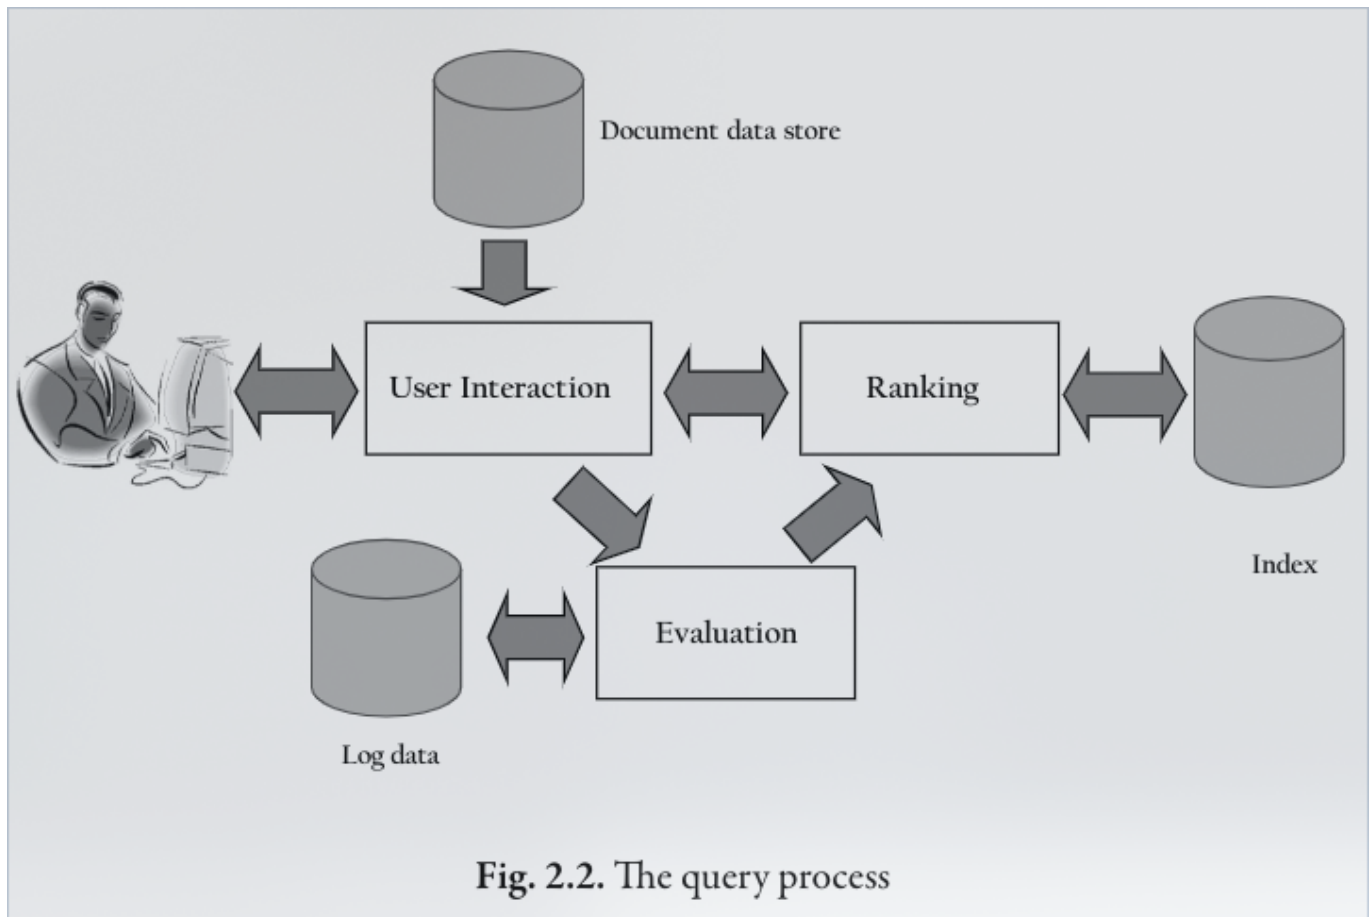 Document data store
User Interaction
Ranking
Index
Evaluation
Log data
Fig. 2.2. The query process